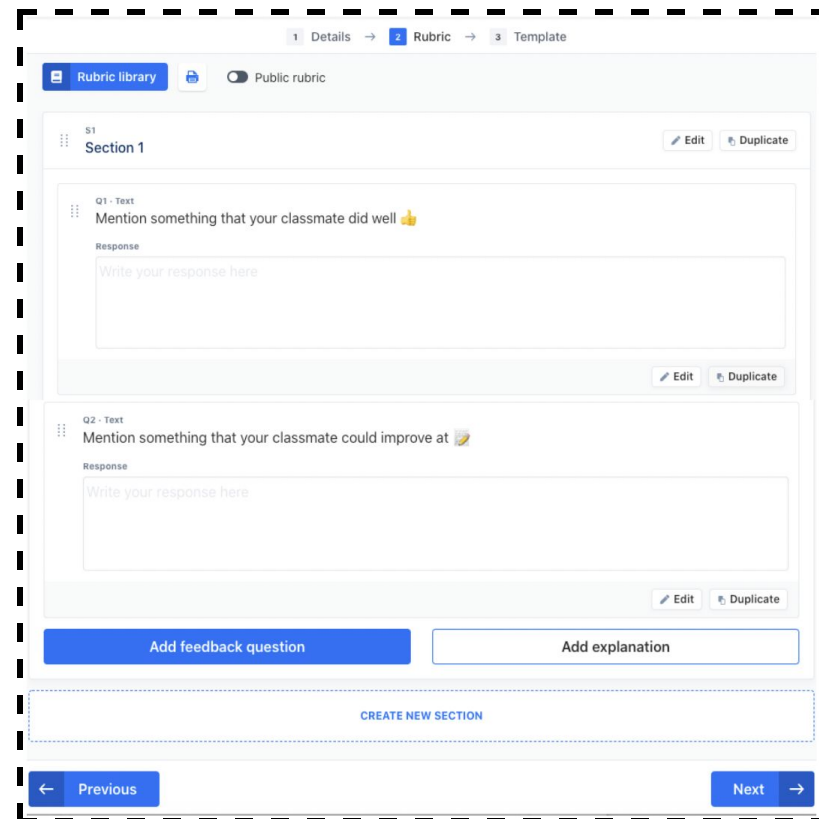 1 Details → 2 Rubric → 3 Template
Rubric library Public rubric
S1
Section 1
Edit Duplicate
Q1 · Text
Mention something that your classmate did well 👍
Response
Write your response here
Edit Duplicate
Q2 · Text
Mention something that your classmate could improve at 📝
Response
Write your response here
Edit Duplicate
Add feedback question Add explanation
CREATE NEW SECTION
← Previous Next →